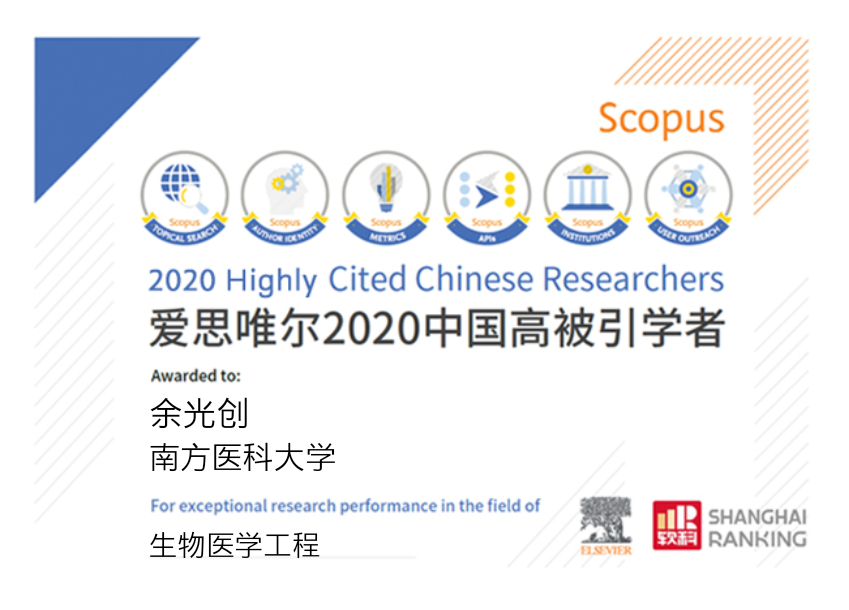 Scopus
Scopus
TOPICAL SEARCH
Scopus
AUTHOR IDENTITY
Scopus
METRICS
Scopus
APIs
Scopus
INSTITUTIONS
Scopus
USER OUTREACH
2020 Highly Cited Chinese Researchers
爱思唯尔2020中国高被引学者
Awarded to:
余光创
南方医科大学
For exceptional research performance in the field of
生物医学工程
ELSEVIER
软科
SHANGHAI
RANKING